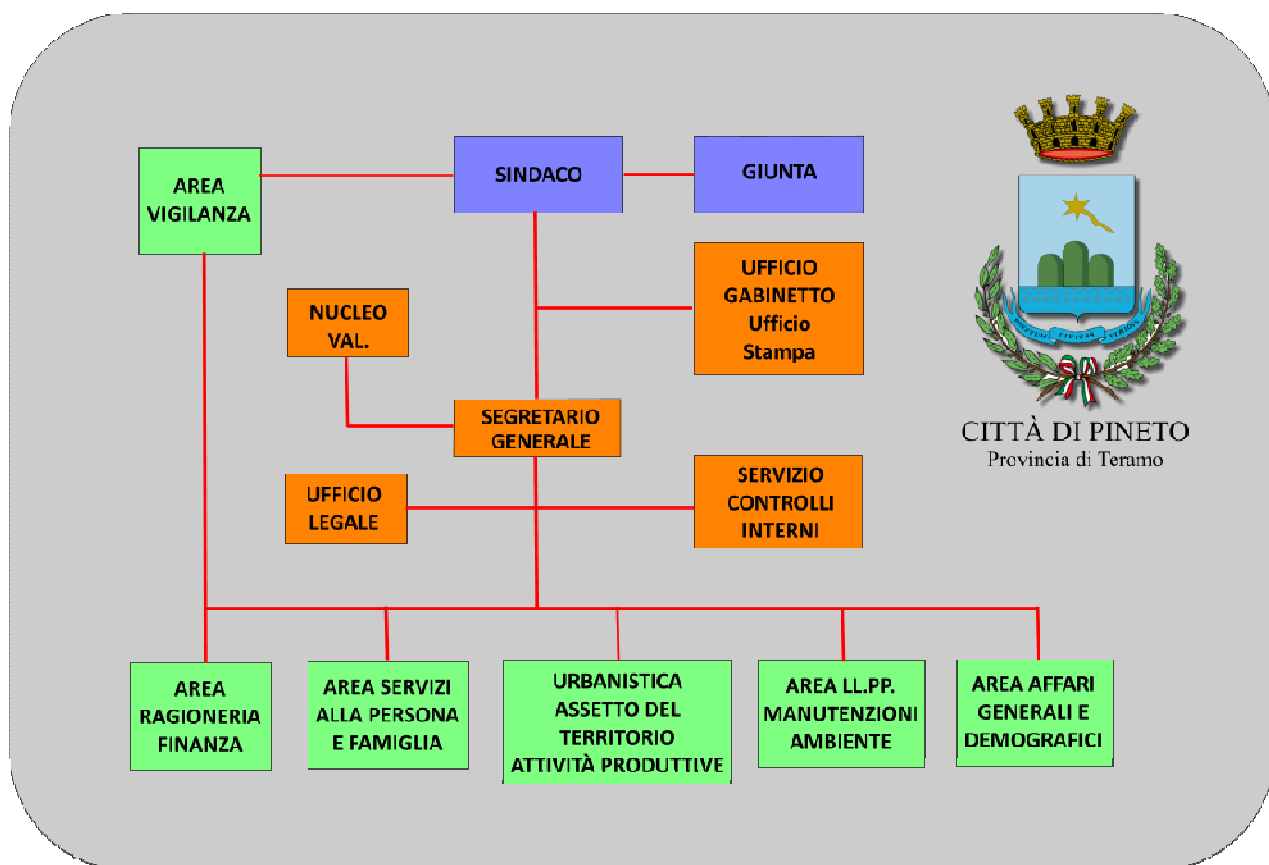 AREA
VIGILANZA
SINDACO
GIUNTA
UFFICIO
GABINETTO
Ufficio
Stampa
NUCLEO
VAL.
SEGRETARIO
GENERALE
UFFICIO
LEGALE
SERVIZIO
CONTROLLI
INTERNI
AREA
RAGIONERIA
FINANZA
AREA SERVIZI
ALLA PERSONA
E FAMIGLIA
URBANISTICA
ASSETTO DEL
TERRITORIO
ATTIVITÀ PRODUTTIVE
AREA LL.PP.
MANUTENZIONI
AMBIENTE
AREA AFFARI
GENERALI E
DEMOGRAFICI
CITTÀ DI PINETO
Provincia di Teramo